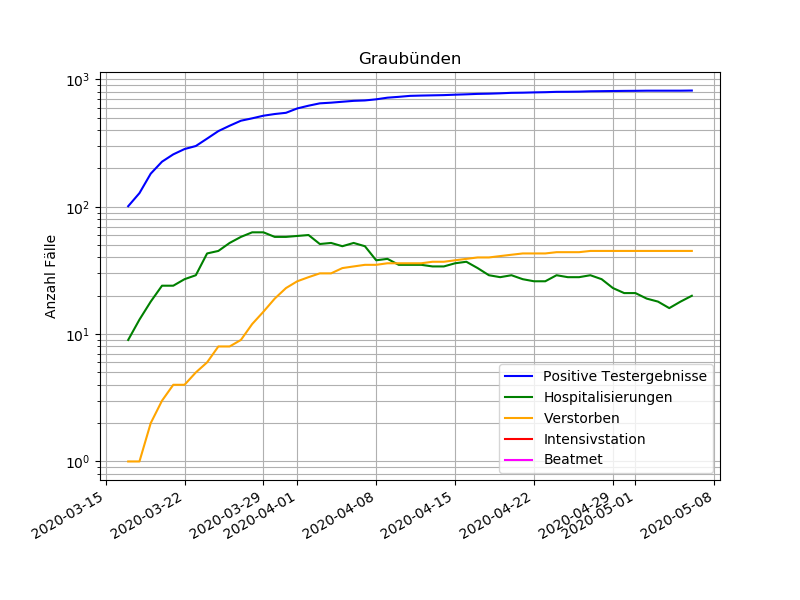 Graubünden
Anzahl Fälle
10³
10²
10¹
10⁰
Positive Testergebnisse
Hospitalisierungen
Verstorben
Intensivstation
Beatmet
2020-03-15
2020-03-22
2020-03-29
2020-04-01
2020-04-08
2020-04-15
2020-04-22
2020-04-29
2020-05-01
2020-05-08